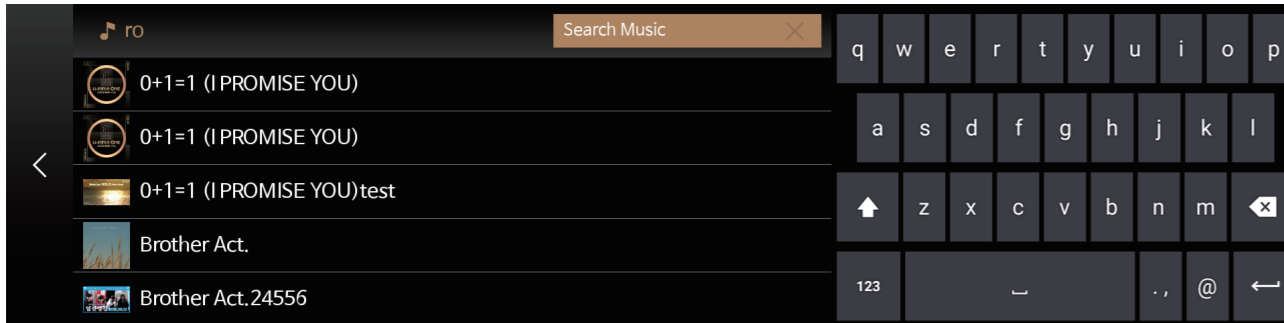 ro
Search Music
0+1=1 (I PROMISE YOU)
0+1=1 (I PROMISE YOU)
0+1=1 (I PROMISE YOU)test
Brother Act.
Brother Act.24556
q w e r t y u i o p
a s d f g h j k l
z x c v b n m
123 ., @